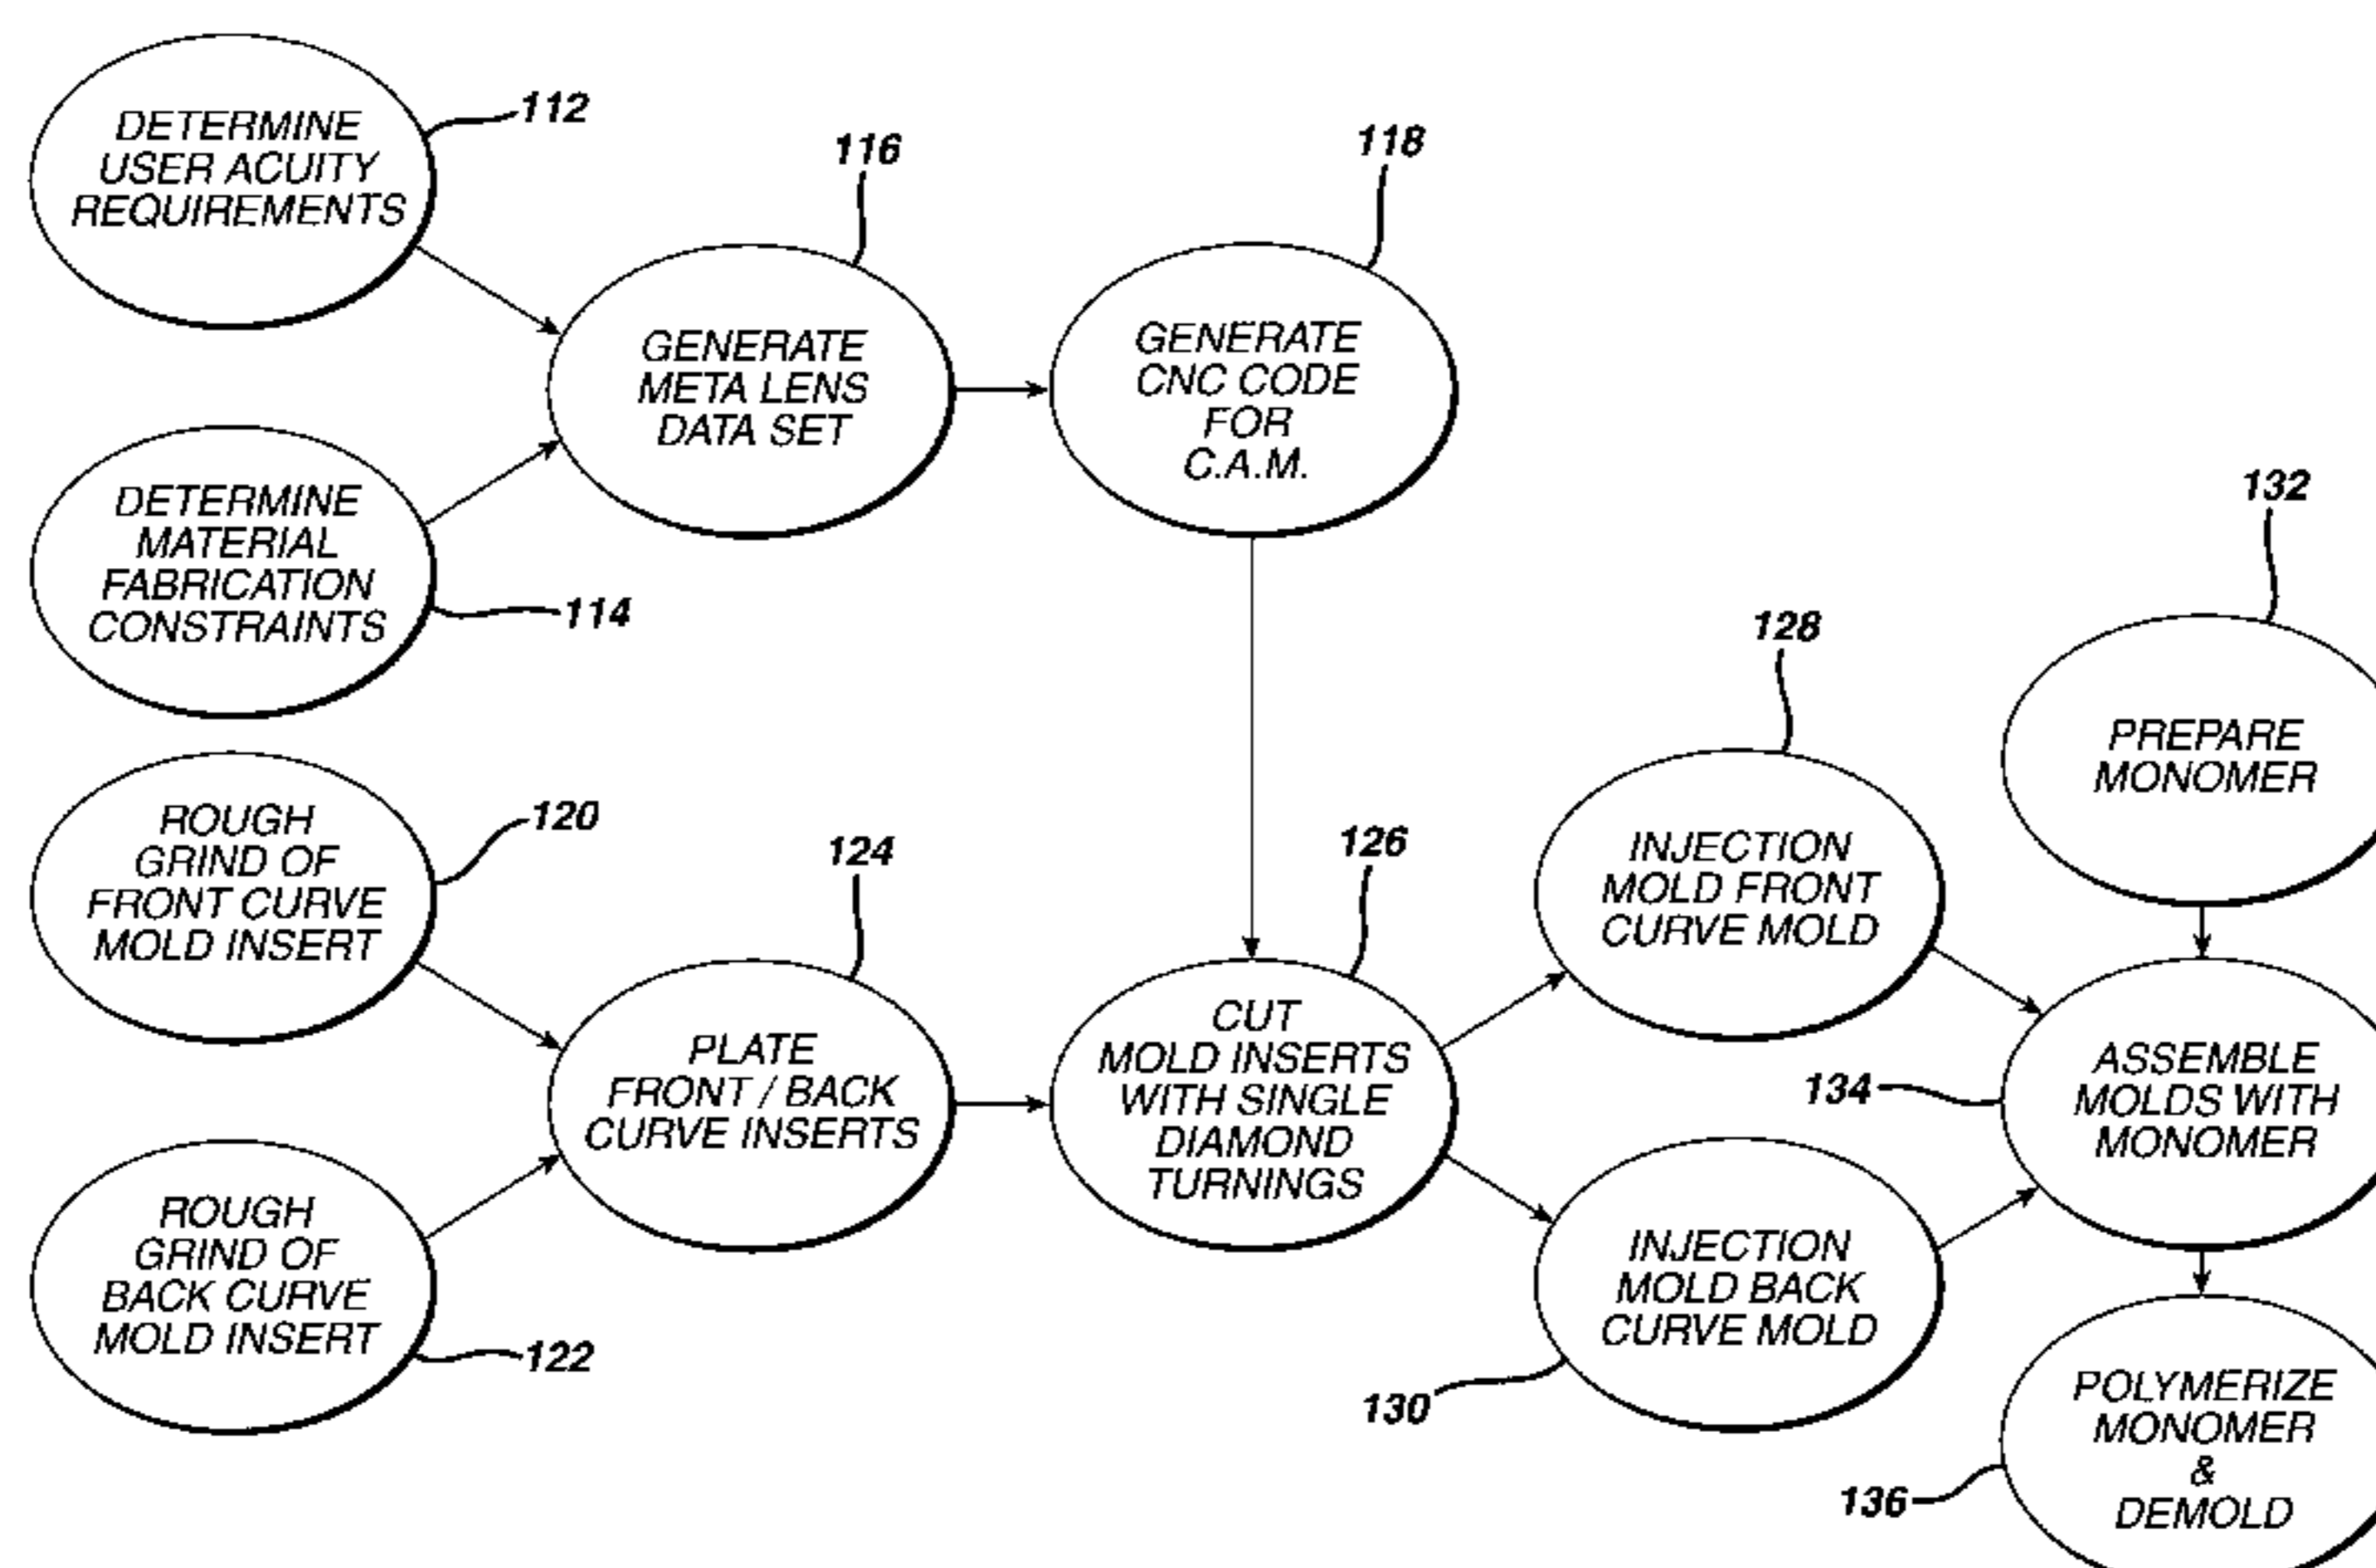 DETERMINE
USER ACUITY
REQUIREMENTS
112
DETERMINE
MATERIAL
FABRICATION
CONSTRAINTS
114
GENERATE
META LENS
DATA SET
116
GENERATE
CNC CODE
FOR
C.A.M.
118
ROUGH
GRIND OF
FRONT CURVE
MOLD INSERT
120
ROUGH
GRIND OF
BACK CURVE
MOLD INSERT
122
PLATE
FRONT / BACK
CURVE INSERTS
124
CUT
MOLD INSERTS
WITH SINGLE
DIAMOND
TURNINGS
126
INJECTION
MOLD FRONT
CURVE MOLD
128
INJECTION
MOLD BACK
CURVE MOLD
130
PREPARE
MONOMER
132
ASSEMBLE
MOLDS WITH
MONOMER
134
POLYMERIZE
MONOMER
&
DEMOLD
136